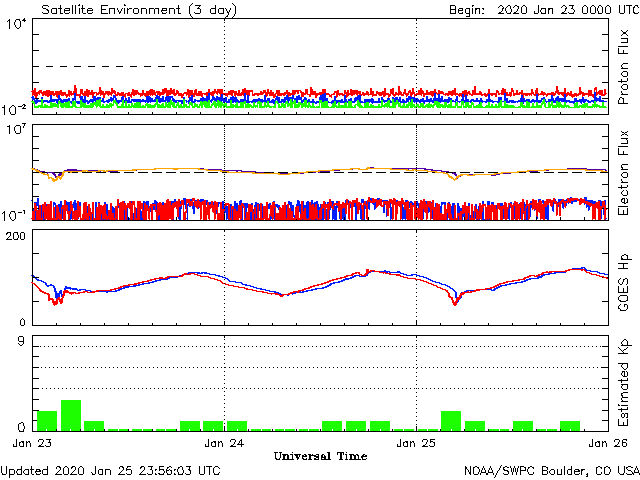 Satellite Environment (3 day)
Begin: 2020 Jan 23 0000 UTC
10^4
10^-2
Proton Flux
10^7
10^-1
Electron Flux
200
0
GOES Hp
9
0
Estimated Kp
Jan 23
Jan 24
Jan 25
Jan 26
Universal Time
Updated 2020 Jan 25 23:56:03 UTC
NOAA/SWPC Boulder, CO USA